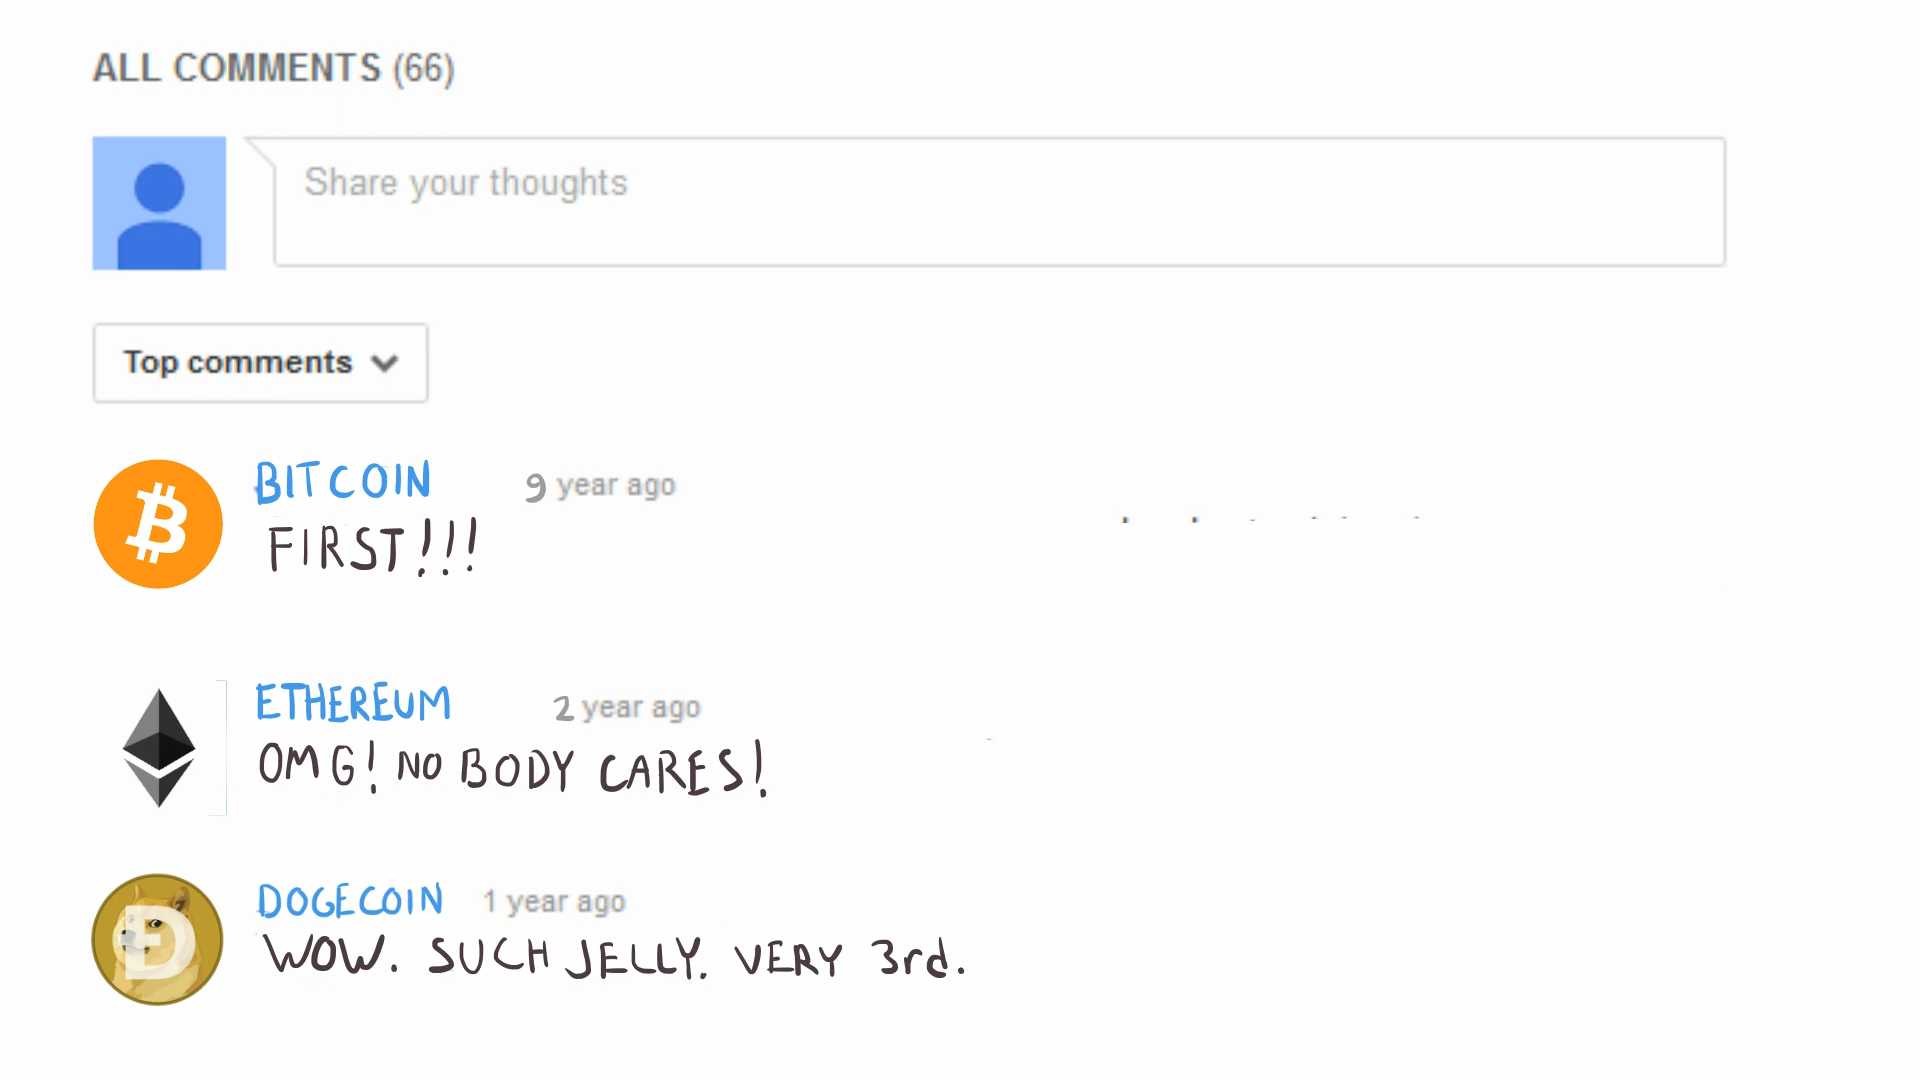 ALL COMMENTS (66)
Share your thoughts
Top comments
BITCOIN 9 year ago
FIRST!!!
ETHEREUM 2 year ago
OMG! NO BODY CARES!
DOGECOIN 1 year ago
WOW. SUCH JELLY. VERY 3rd.